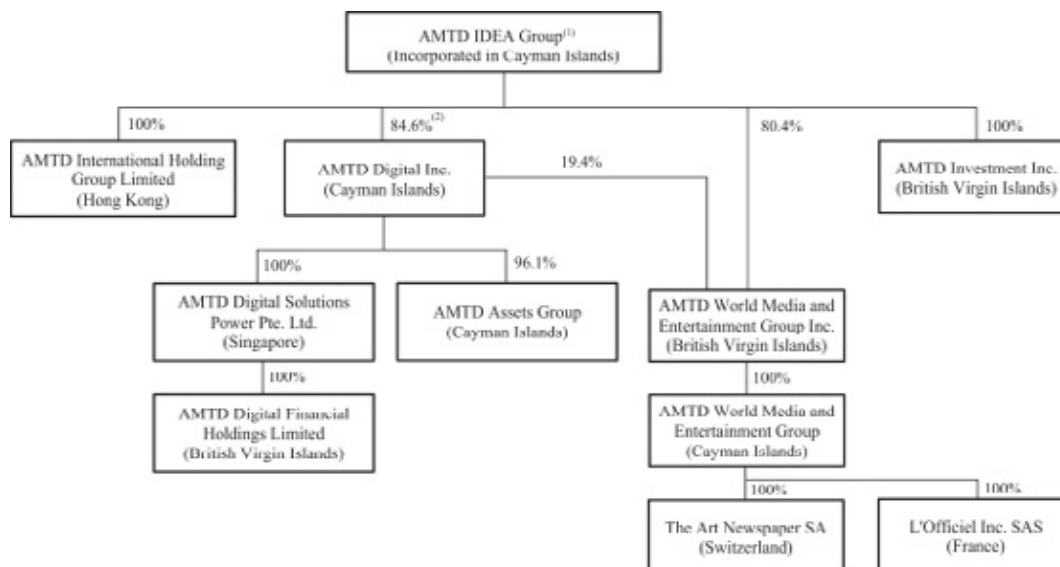 AMTD IDEA Group(1)
(Incorporated in Cayman Islands)
100%
84.6%(2)
80.4%
100%
AMTD International Holding
Group Limited
(Hong Kong)
AMTD Digital Inc.
(Cayman Islands)
19.4%
AMTD Investment Inc.
(British Virgin Islands)
100%
96.1%
AMTD Digital Solutions
Power Pte. Ltd.
(Singapore)
AMTD Assets Group
(Cayman Islands)
AMTD World Media and
Entertainment Group Inc.
(British Virgin Islands)
100%
100%
AMTD Digital Financial
Holdings Limited
(British Virgin Islands)
AMTD World Media and
Entertainment Group
(Cayman Islands)
100%
100%
The Art Newspaper SA
(Switzerland)
L'Officiel Inc. SAS
(France)